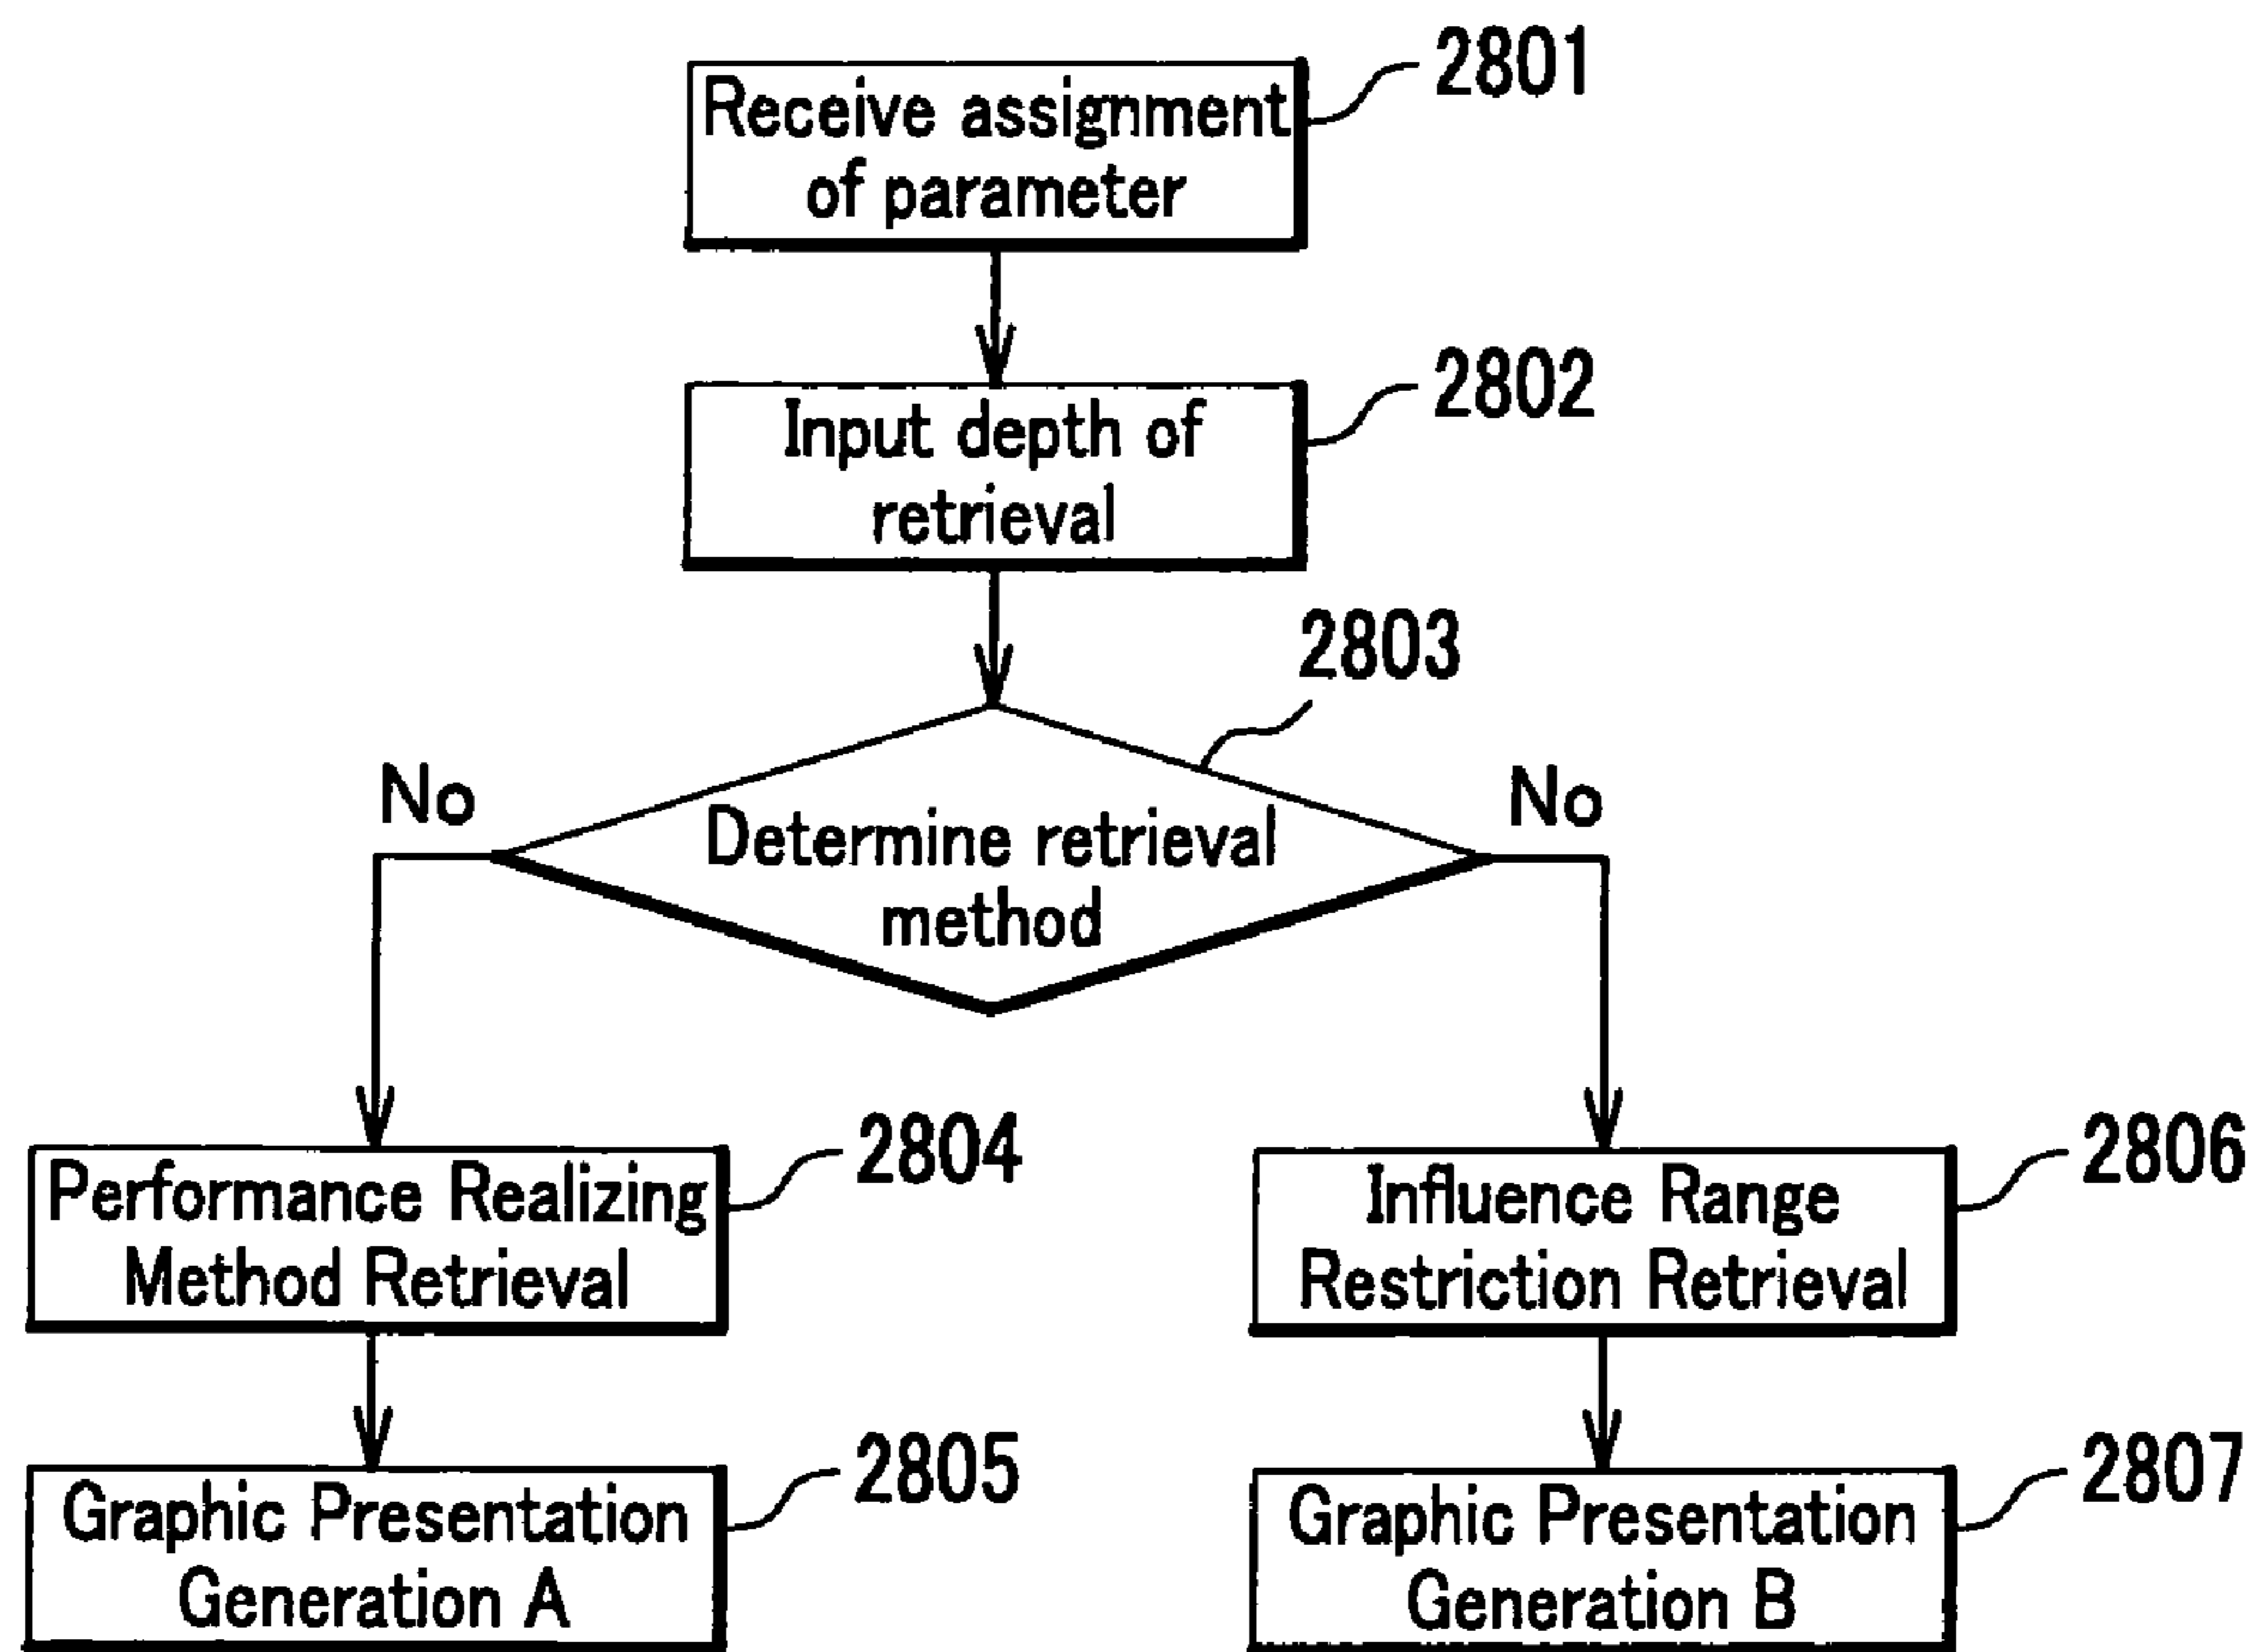 2801
Receive assignment
of parameter
2802
Input depth of
retrieval
2803
No
No
Determine retrieval
method
2804
Performance Realizing
Method Retrieval
2806
Influence Range
Restriction Retrieval
2805
Graphic Presentation
Generation A
2807
Graphic Presentation
Generation B